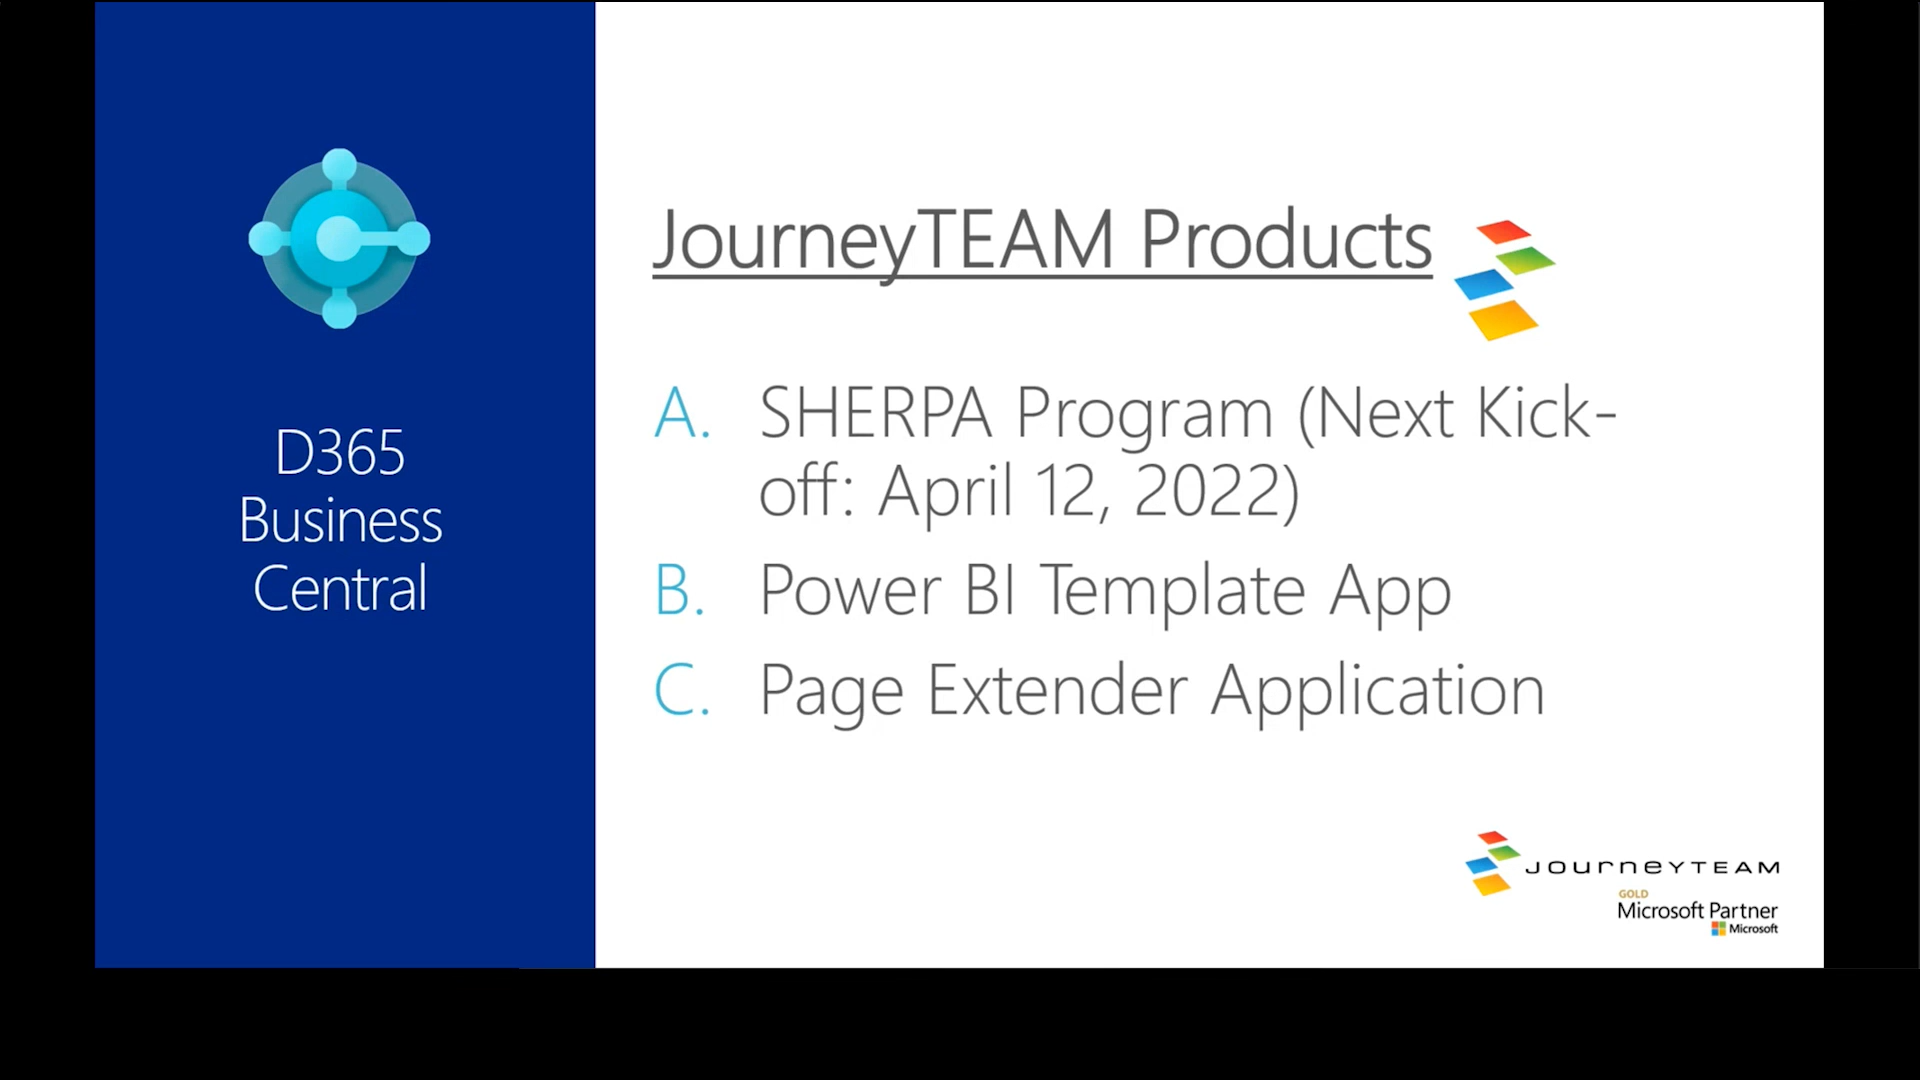 D365
Business
Central
JourneyTEAM Products
A. SHERPA Program (Next Kick-
off: April 12, 2022)
B. Power BI Template App
C. Page Extender Application
JOURNEYTEAM
GOLD
Microsoft Partner
Microsoft